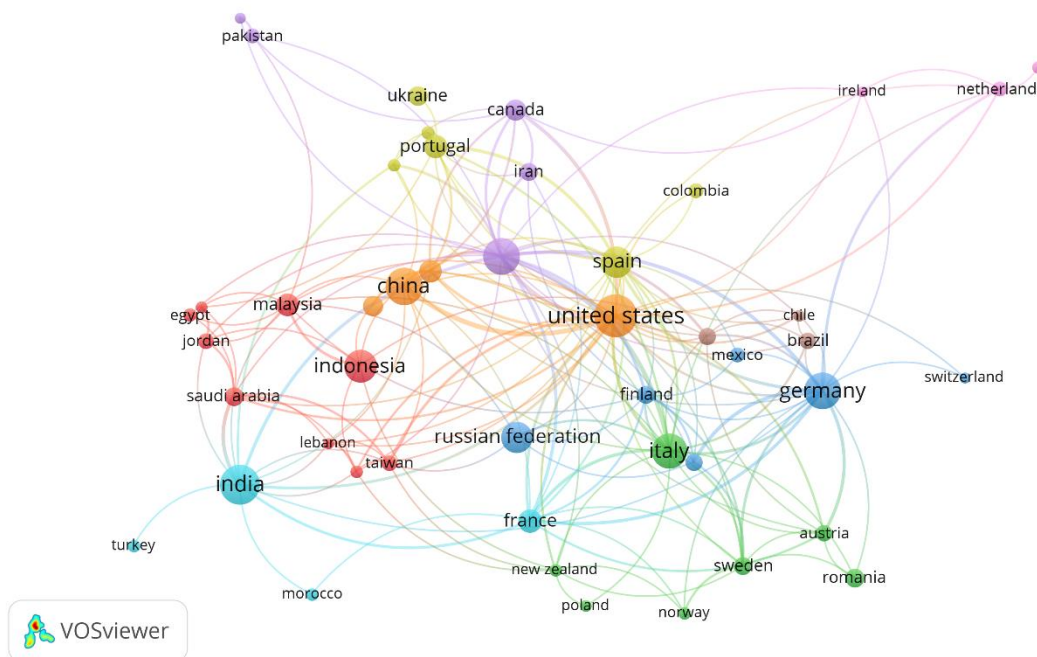 pakistan
ireland
netherland
ukraine
canada
portugal
iran
colombia
spain
china
malaysia
egypt
united states
chile
jordan
brazil
mexico
indonesia
switzerland
germany
saudi arabia
finland
russian federation
lebanon
italy
taiwan
india
france
austria
turkey
new zealand
sweden
romania
morocco
poland
norway
VOSviewer